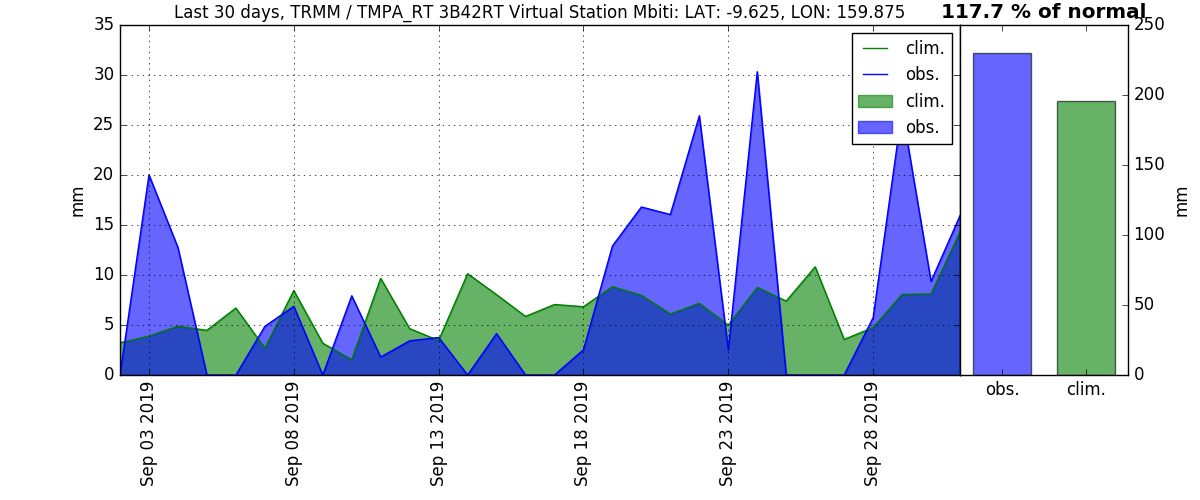 Last 30 days, TRMM / TMPA_RT 3B42RT Virtual Station Mbiti: LAT: -9.625, LON: 159.875
117.7 % of normal
35
30
25
20
15
10
5
0
mm
clim.
obs.
clim.
obs.
Sep 03 2019
Sep 08 2019
Sep 13 2019
Sep 18 2019
Sep 23 2019
Sep 28 2019
250
200
150
100
50
0
mm
obs.
clim.